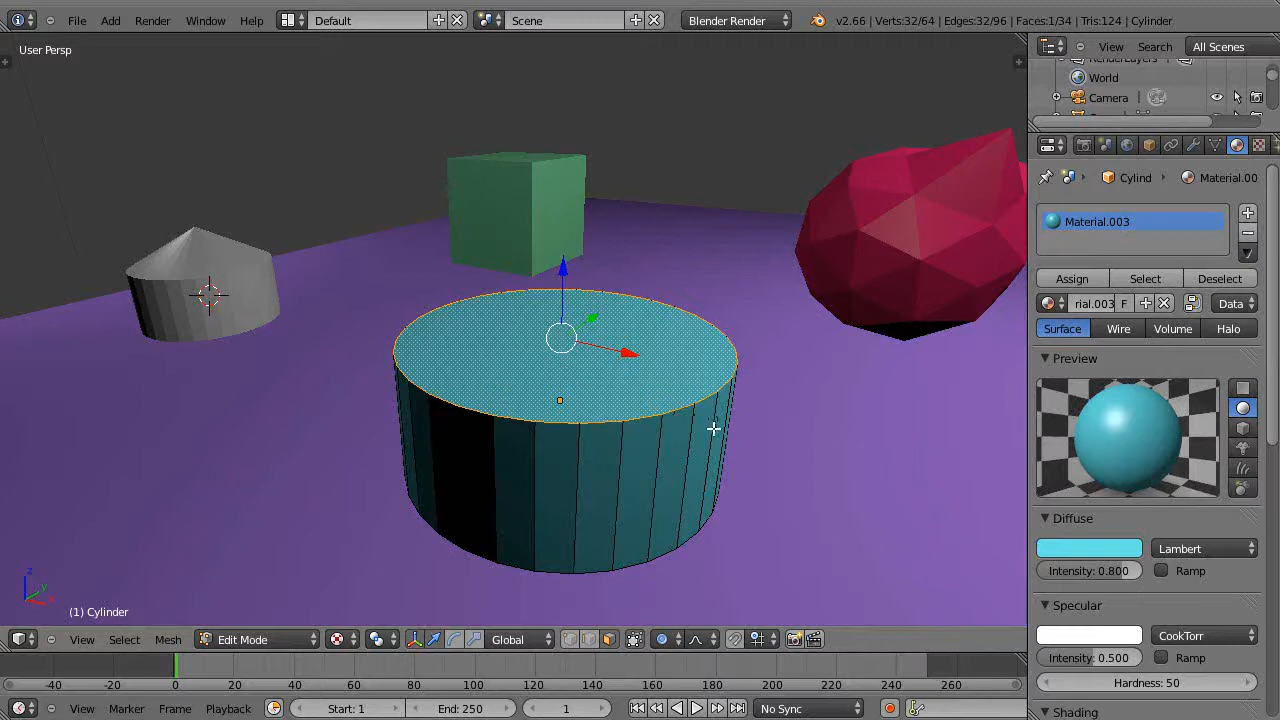 File Add Render Window Help Default Scene Blender Render v2.66 | Verts:32/64 | Edges:32/96 | Faces:1/34 | Tris:124 | Cylinder
User Persp
View Search All Scenes
RenderLayers
World
Camera
Cylind Material.00
Material.003
Assign Select Deselect
rial.003 F Data
Surface Wire Volume Halo
Preview
Diffuse
Lambert
Intensity: 0.800 Ramp
Specular
CookTorr
Intensity: 0.500 Ramp
Hardness: 50
Shading
z
y
x
(1) Cylinder
View Select Mesh Edit Mode Global
-40 -20 0 20 40 60 80 100 120 140 160 180 200 220 240 260
View Marker Frame Playback Start: 1 End: 250 1 No Sync